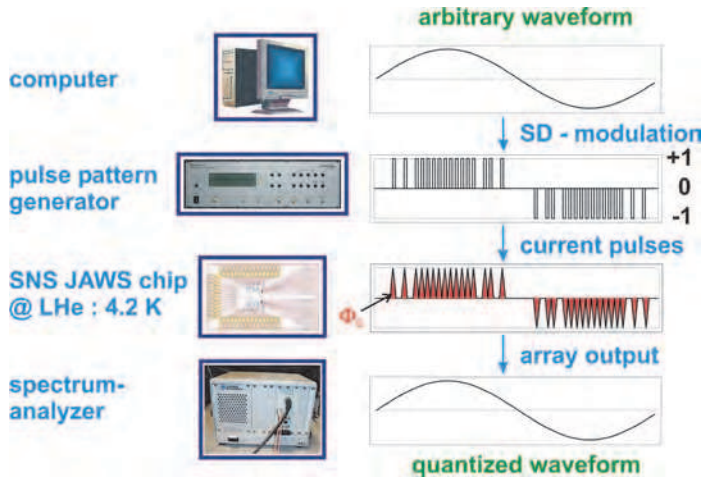 arbitrary waveform
computer
SD - modulation
+1
pulse pattern
generator
0
-1
current pulses
SNS JAWS chip
@ LHe : 4.2 K
Φ₀
array output
spectrum-
analyzer
quantized waveform